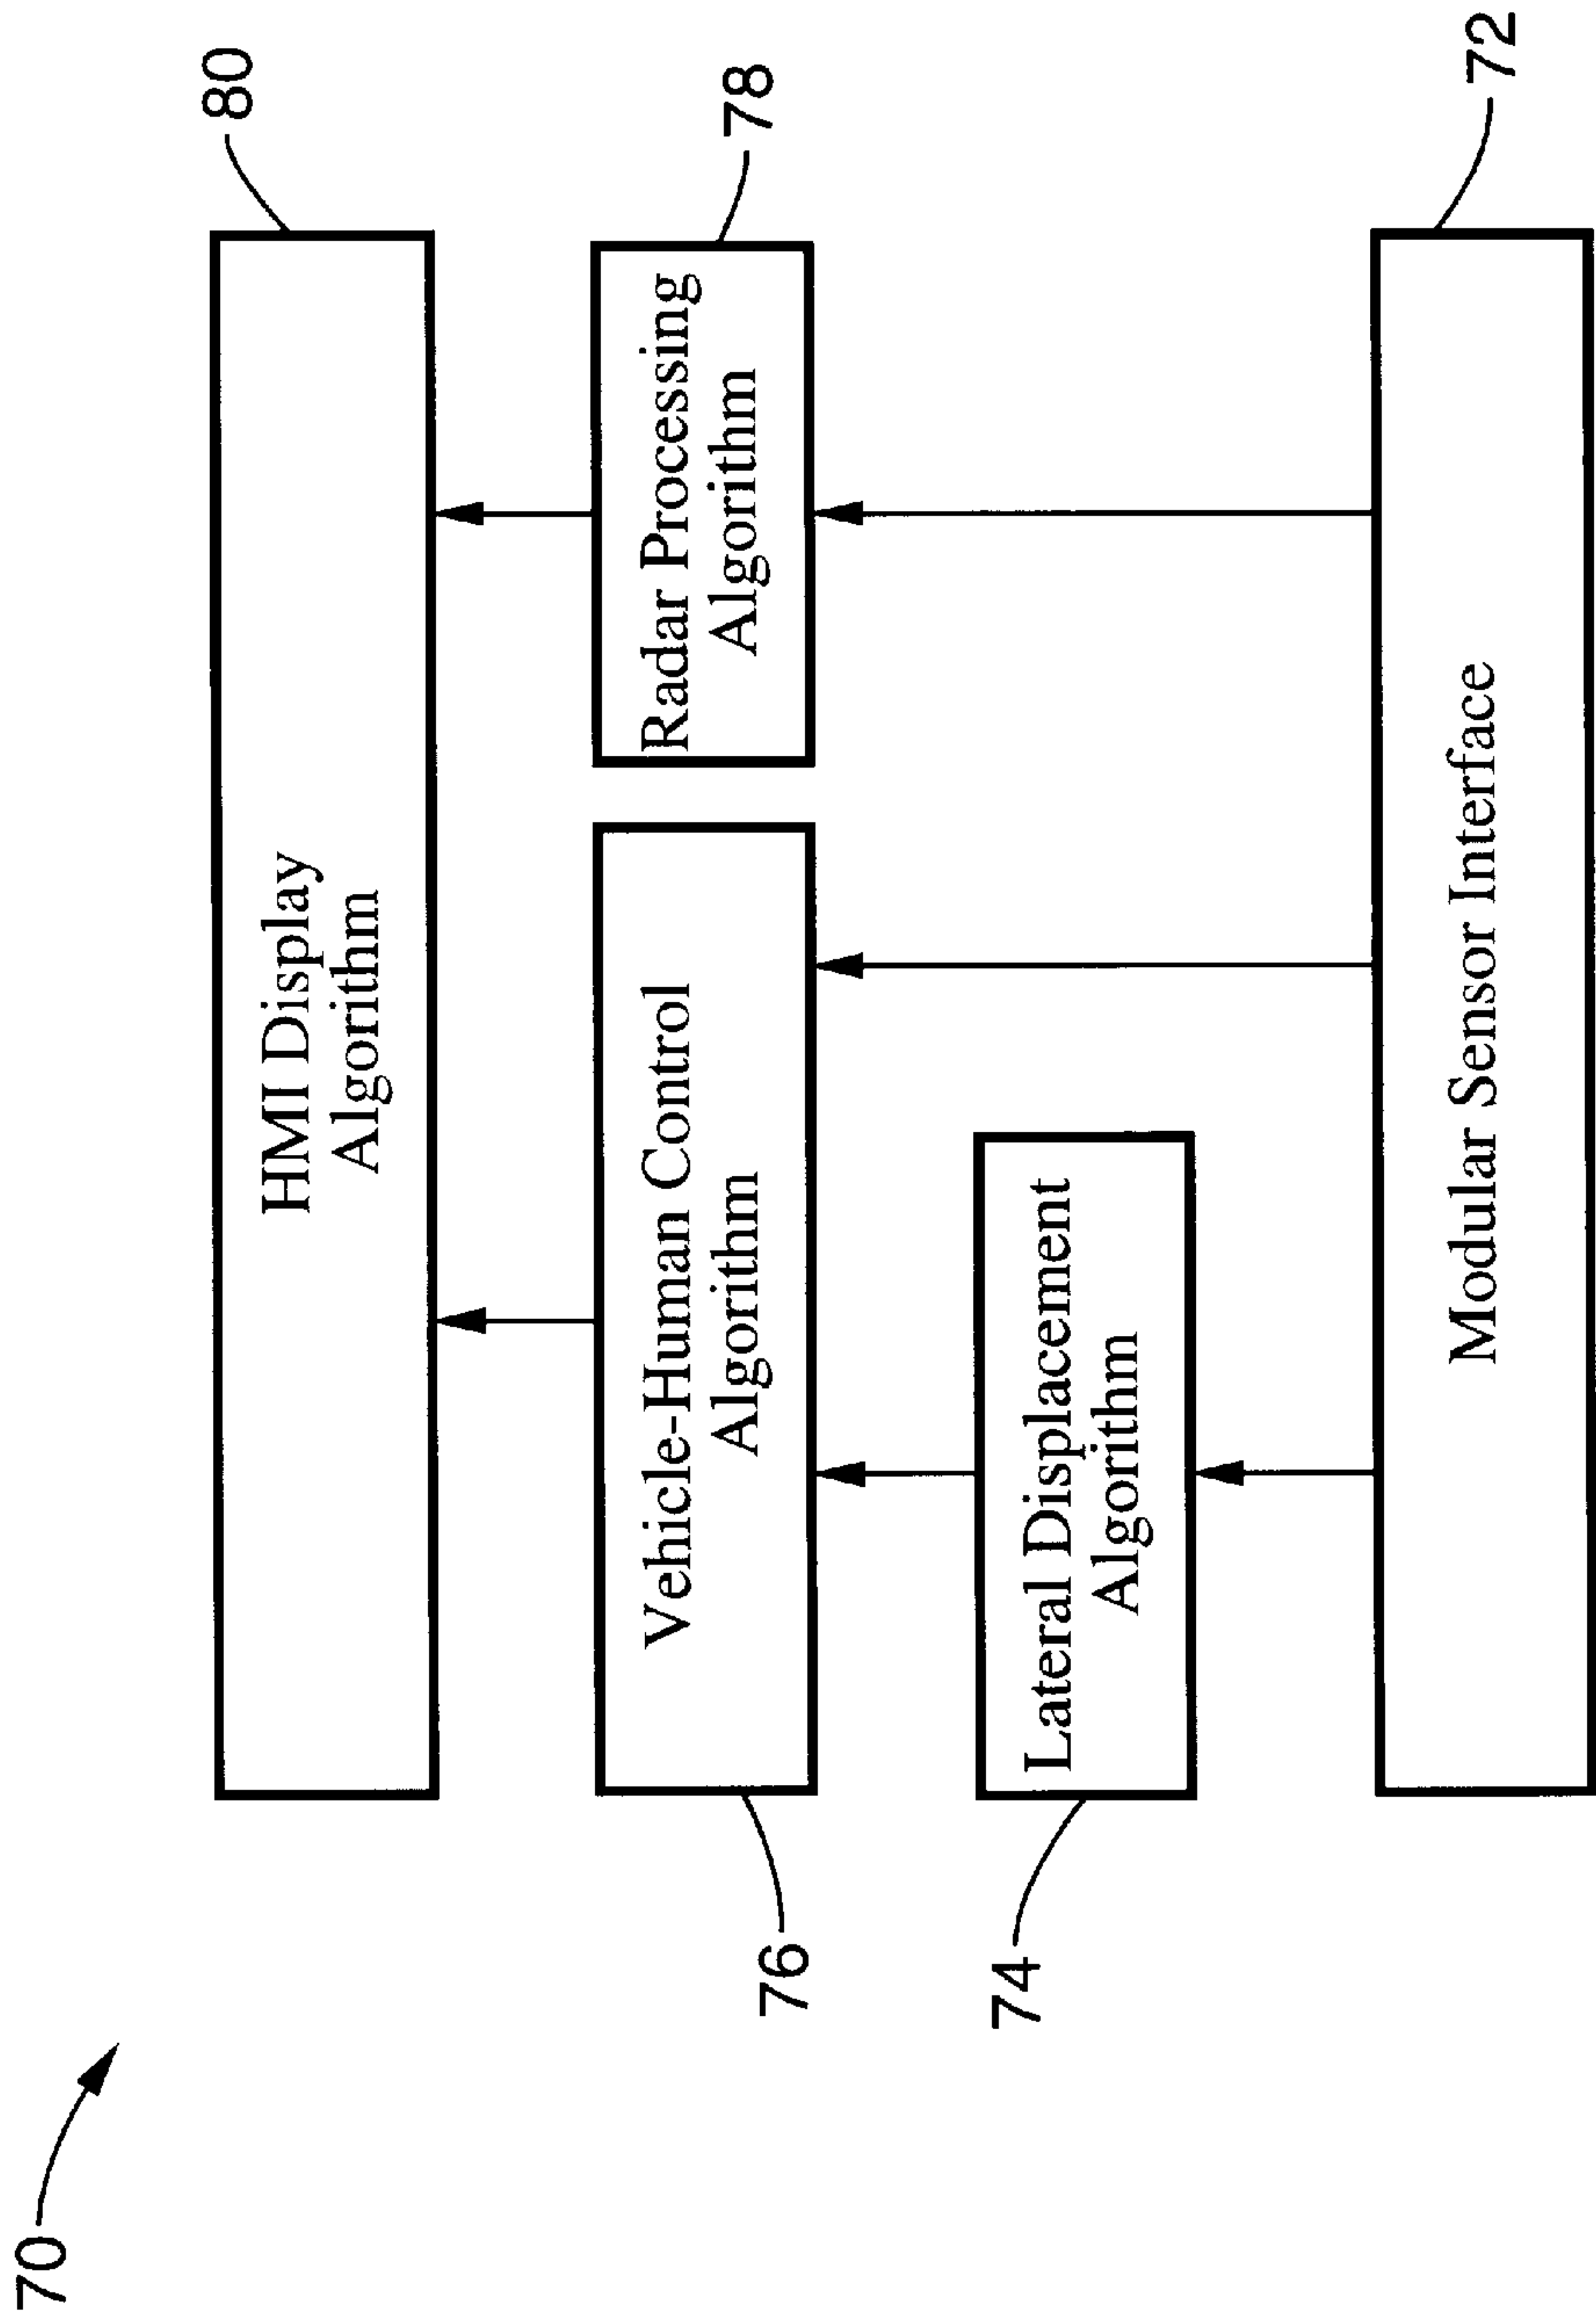 70
HMI Display
Algorithm
80
Vehicle-Human Control
Algorithm
76
Radar Processing
Algorithm
78
Lateral Displacement
Algorithm
74
Modular Sensor Interface
72